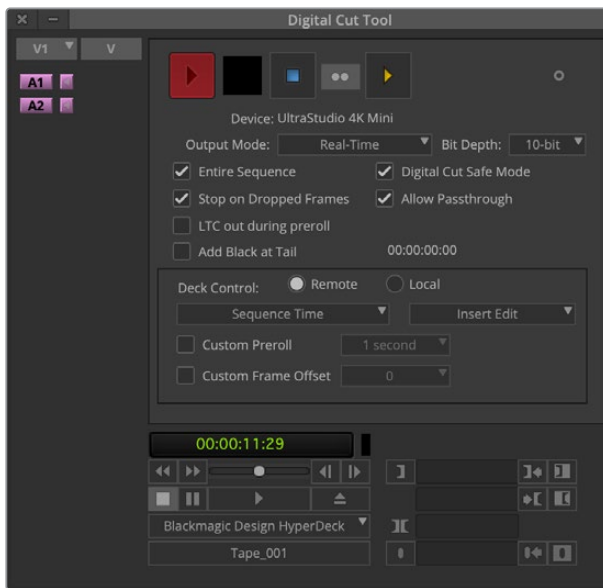 Digital Cut Tool
V1 V
A1
A2
Device: UltraStudio 4K Mini
Output Mode: Real-Time Bit Depth: 10-bit
Entire Sequence Digital Cut Safe Mode
Stop on Dropped Frames Allow Passthrough
LTC out during preroll
Add Black at Tail 00:00:00:00
Deck Control: Remote Local
Sequence Time Insert Edit
Custom Preroll 1 second
Custom Frame Offset 0
00:00:11:29
Blackmagic Design HyperDeck
Tape_001